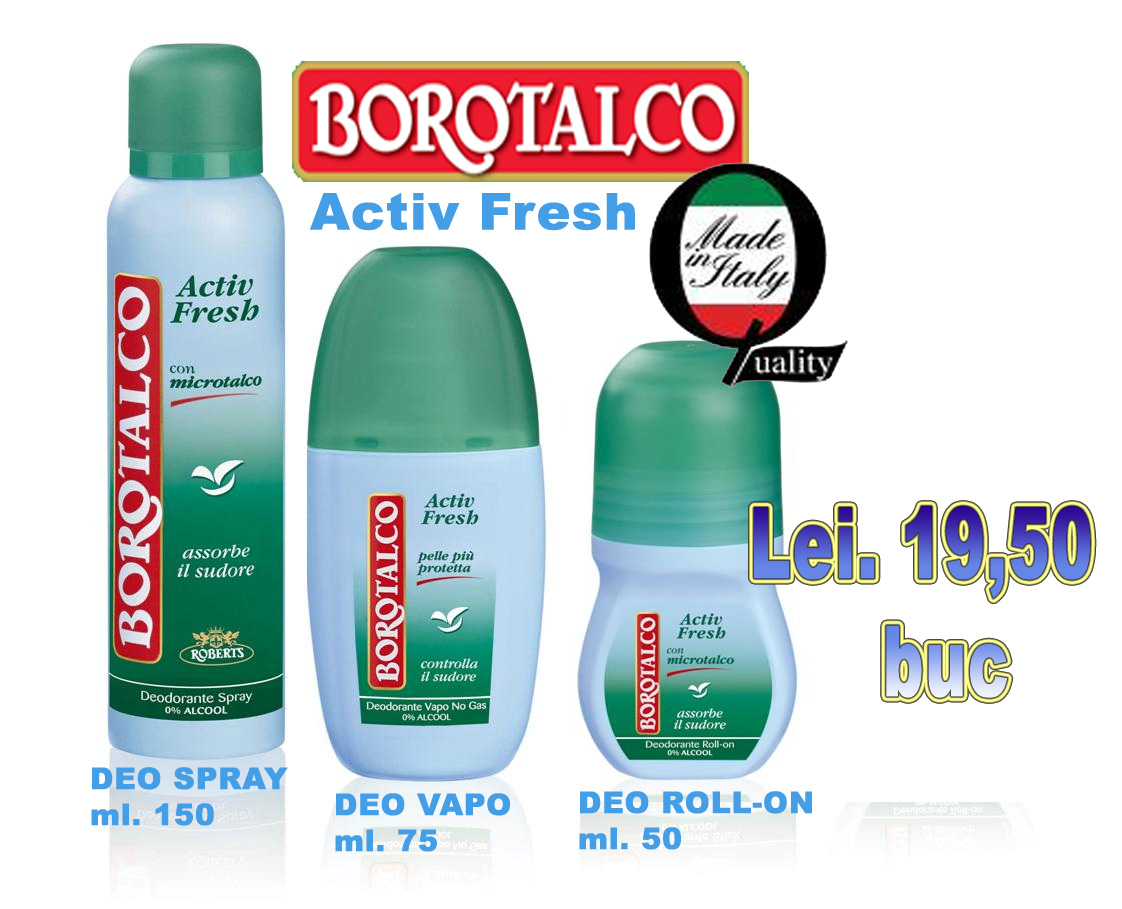 BOROTALCO
Activ Fresh
Made
in Italy
Quality
BOROTALCO
Activ
Fresh
con
microtalco
assorbe
il sudore
ROBERTS
Deodorante Spray
0% ALCOOL
BOROTALCO
Activ
Fresh
pelle più
protetta
controlla
il sudore
Deodorante Vapo No Gas
0% ALCOOL
BOROTALCO
Activ
Fresh
con
microtalco
assorbe
il sudore
Deodorante Roll-on
0% ALCOOL
Lei. 19,50
buc
DEO SPRAY
ml. 150
DEO VAPO
ml. 75
DEO ROLL-ON
ml. 50